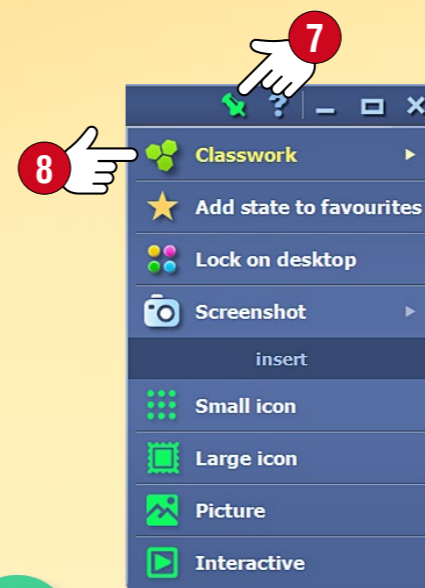 7
?
8
Classwork
Add state to favourites
Lock on desktop
Screenshot
insert
Small icon
Large icon
Picture
Interactive